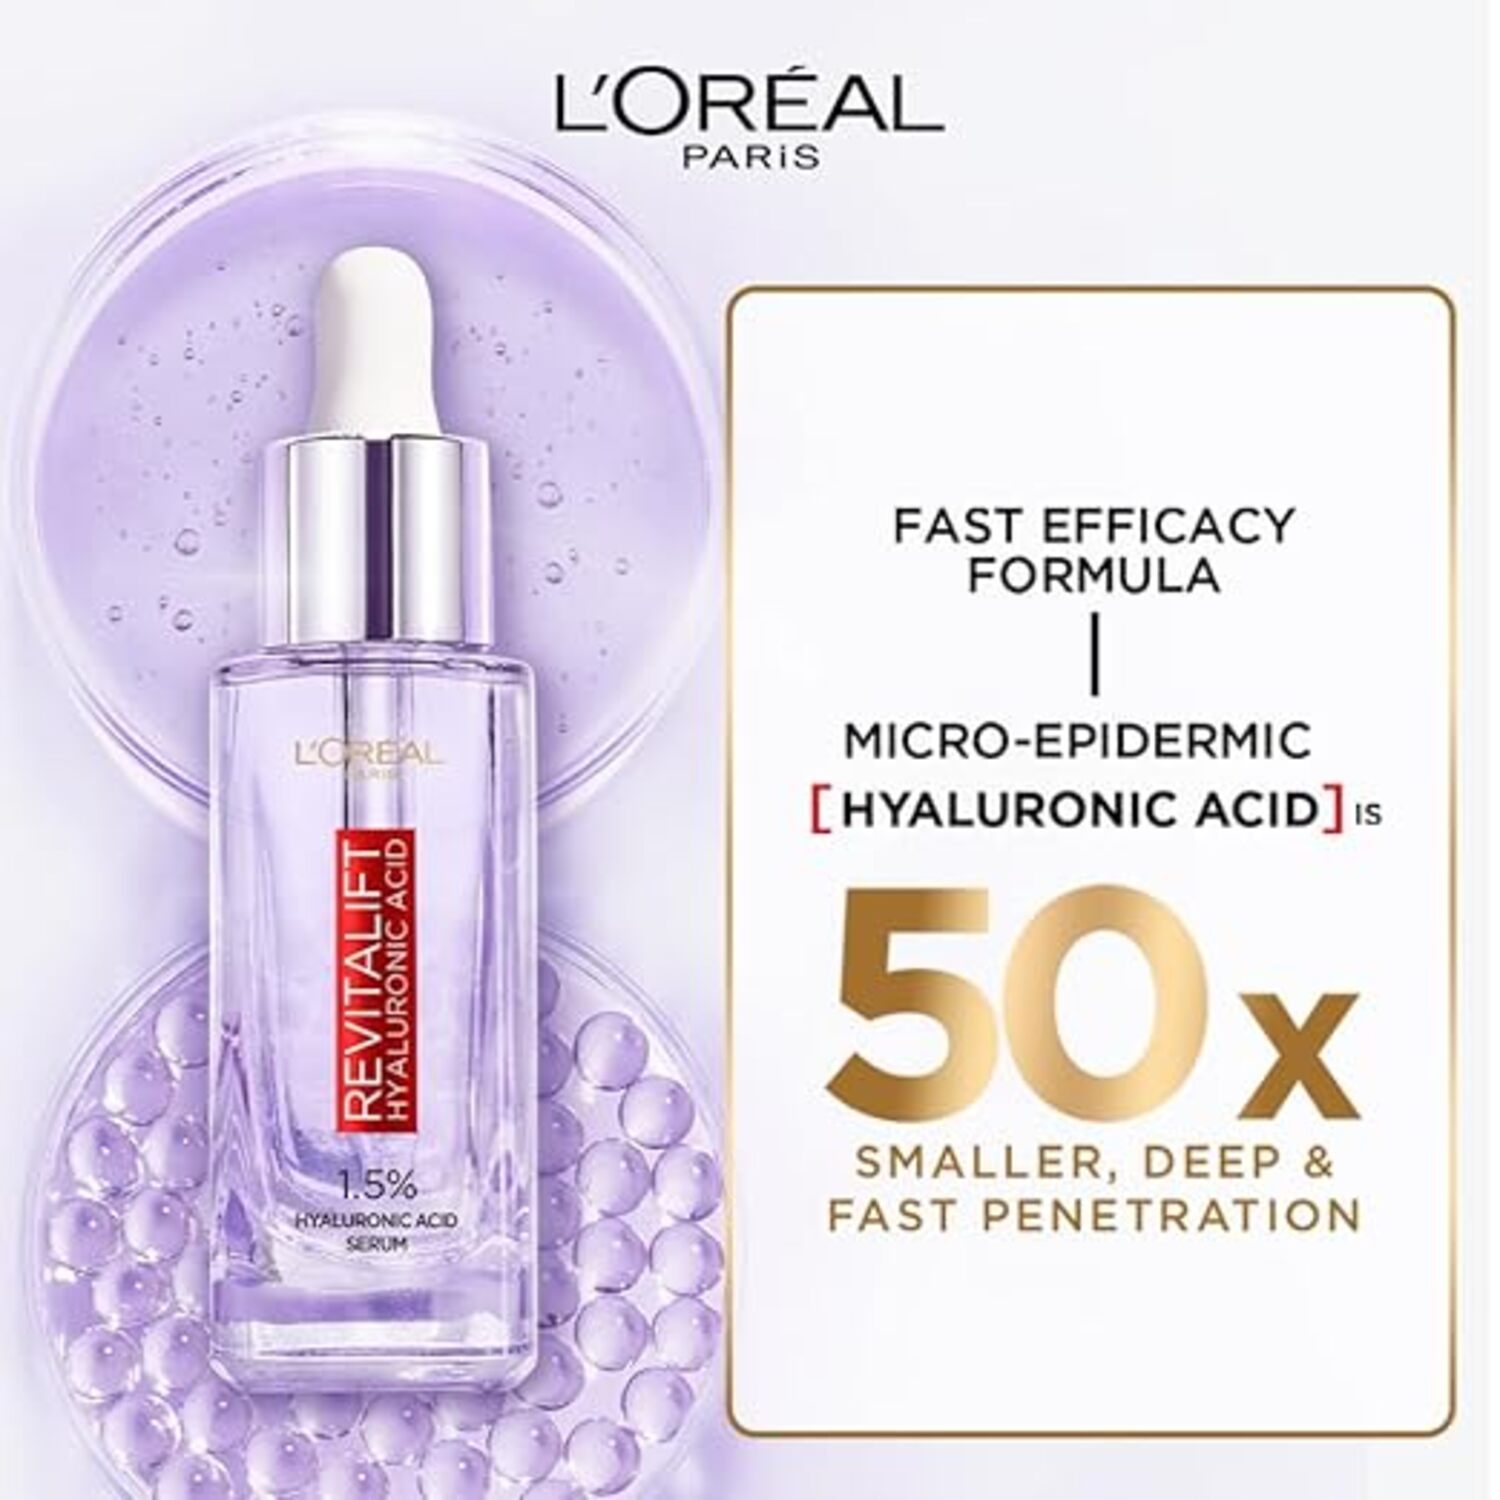 L'ORÉAL
PARiS
FAST EFFICACY
FORMULA
MICRO-EPIDERMIC
[HYALURONIC ACID] IS
50x
SMALLER, DEEP &
FAST PENETRATION
L'ORÉAL
PARIS
REVITALIFT
HYALURONIC ACID
1.5%
HYALURONIC ACID
SERUM